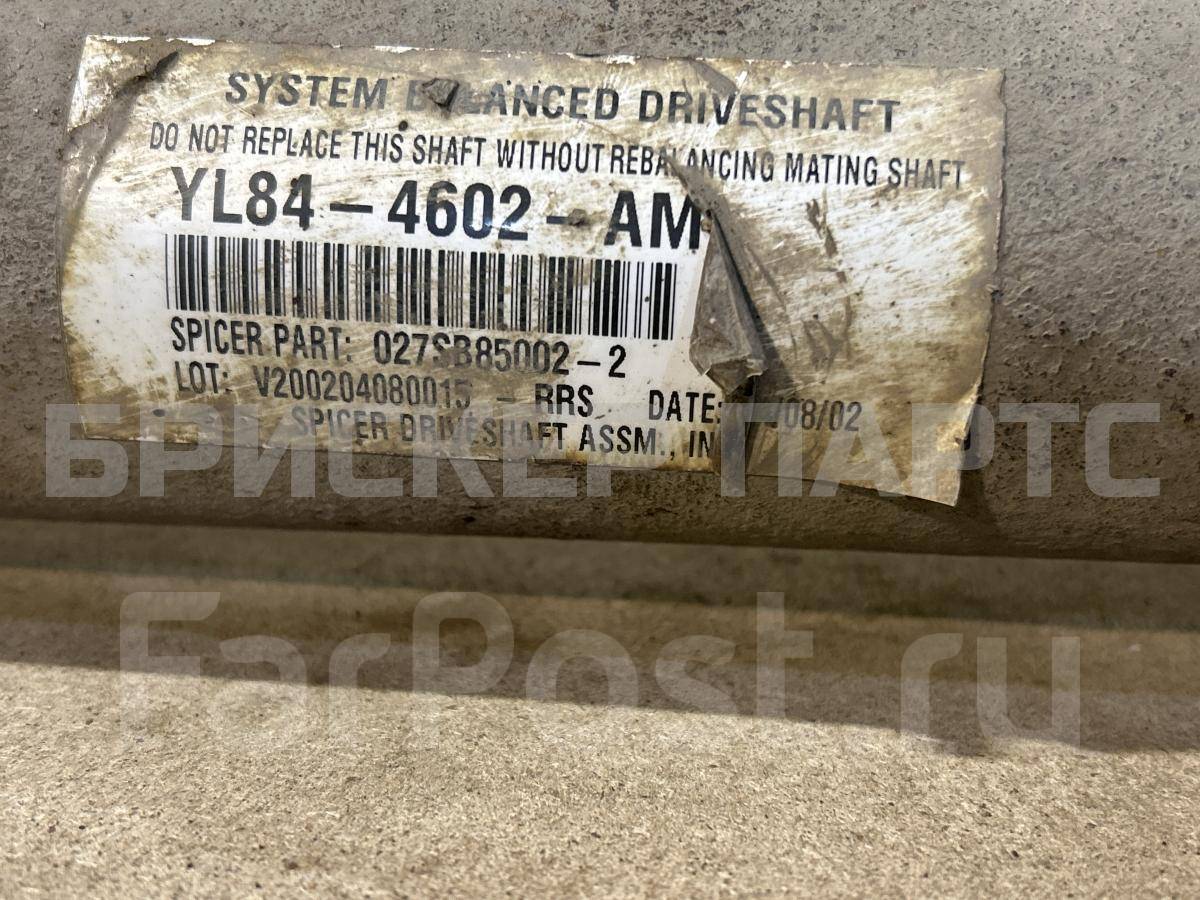 SYSTEM BALANCED DRIVESHAFT
DO NOT REPLACE THIS SHAFT WITHOUT REBALANCING MATING SHAFT
YL84-4602-AM
SPICER PART: 027SB85002-2
LOT: V200204080015 - RRS DATE: /08/02
SPICER DRIVESHAFT ASSM., IN
БРИСКЕР ПАРТС
FarPost.ru